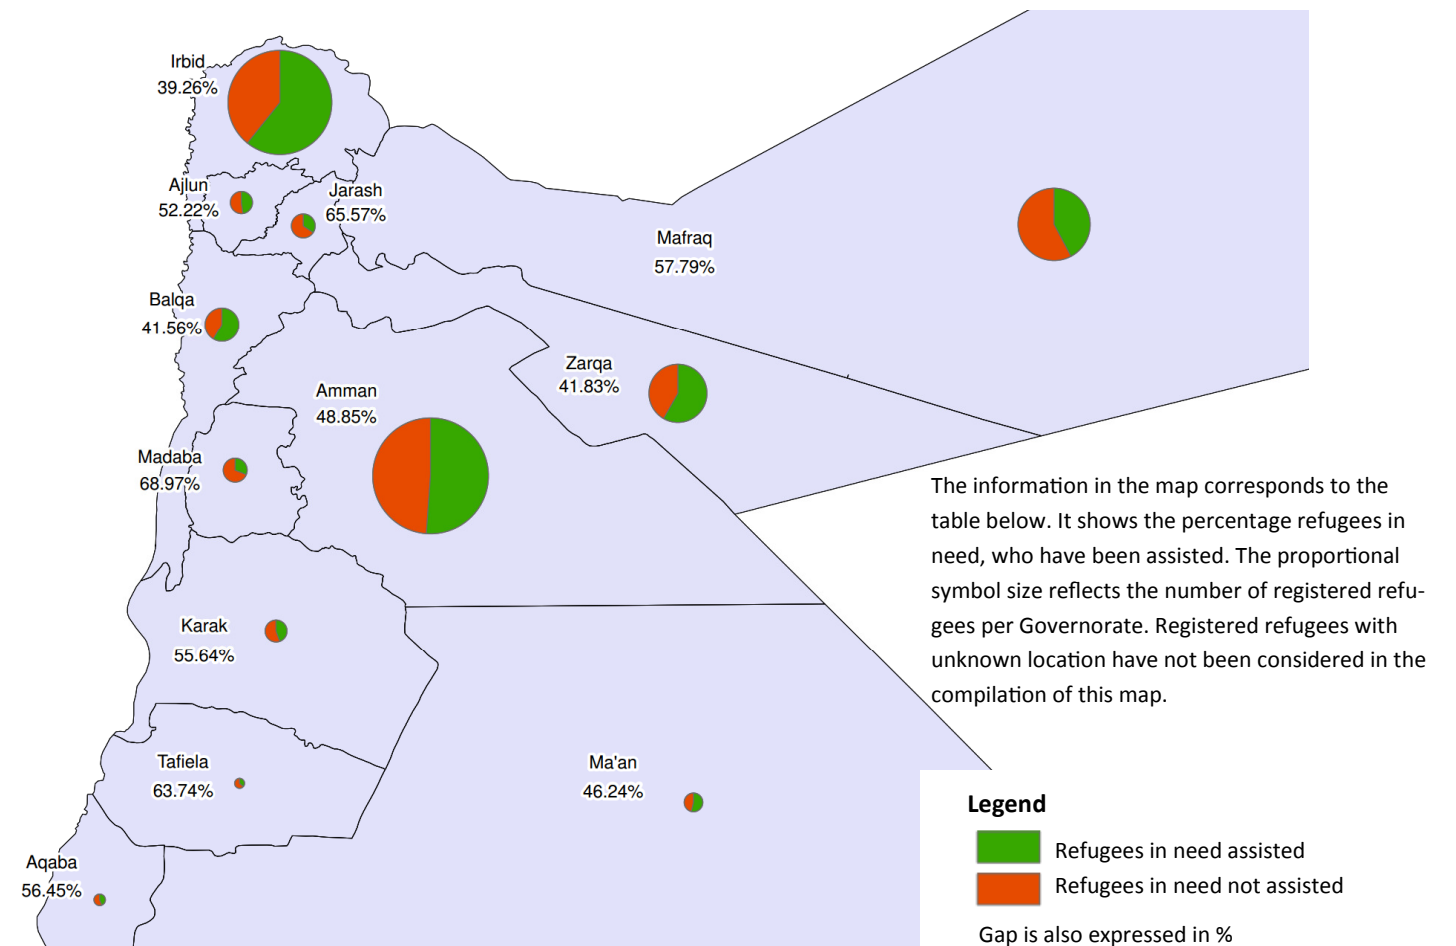 Irbid
39.26%
Ajlun
52.22%
Jarash
65.57%
Mafraq
57.79%
Balqa
41.56%
Zarqa
41.83%
Amman
48.85%
Madaba
68.97%
The information in the map corresponds to the
table below. It shows the percentage refugees in
need, who have been assisted. The proportional
symbol size reflects the number of registered refu-
gees per Governorate. Registered refugees with
unknown location have not been considered in the
compilation of this map.
Karak
55.64%
Tafiela
63.74%
Ma'an
46.24%
Aqaba
56.45%
Legend
Refugees in need assisted
Refugees in need not assisted
Gap is also expressed in %